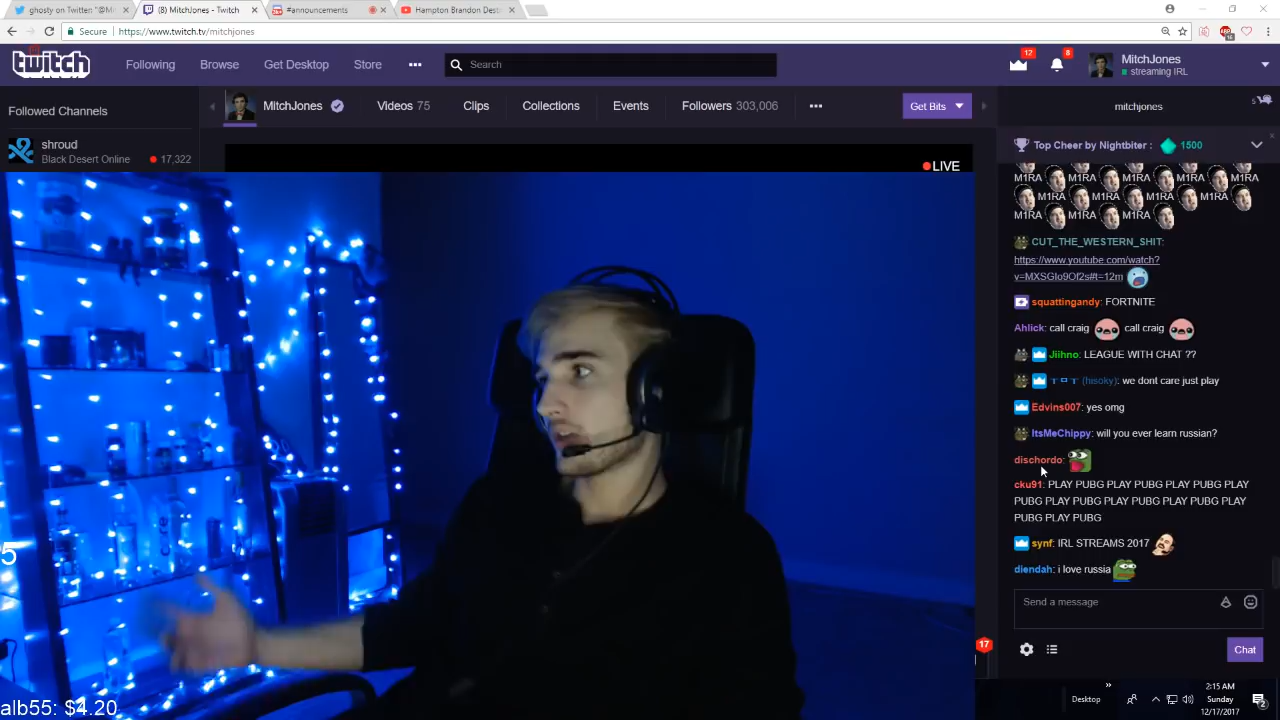 ghosty on Twitter: "@Mi
(8) MitchJones - Twitch
#announcements
Hampton Brandon Dest
Secure
https://www.twitch.tv/mitchjones
twitch
Following
Browse
Get Desktop
Store
Search
12
8
MitchJones
streaming IRL
Followed Channels
MitchJones
Videos 75
Clips
Collections
Events
Followers 303,006
Get Bits
mitchjones
shroud
Black Desert Online
17,322
LIVE
Top Cheer by Nightbiter :
1500
M1RA M1RA M1RA M1RA
M1RA M1RA M1RA M1RA
M1RA M1RA M1RA
CUT_THE_WESTERN_SHIT:
https://www.youtube.com/watch?
v=MXSGIo9Of2s#t=12m
squattingandy: FORTNITE
Ahlick: call craig call craig
Jiihno: LEAGUE WITH CHAT ??
ㅜㅁㅜ (hisoky): we dont care just play
Edvins007: yes omg
ItsMeChippy: will you ever learn russian?
dischordo:
cku91: PLAY PUBG PLAY PUBG PLAY PUBG PLAY
PUBG PLAY PUBG PLAY PUBG PLAY PUBG PLAY
PUBG PLAY PUBG
synf: IRL STREAMS 2017
diendah: i love russia
Send a message
Chat
5
17
alb55: $4.20
Desktop
2:15 AM
Sunday
12/17/2017
2